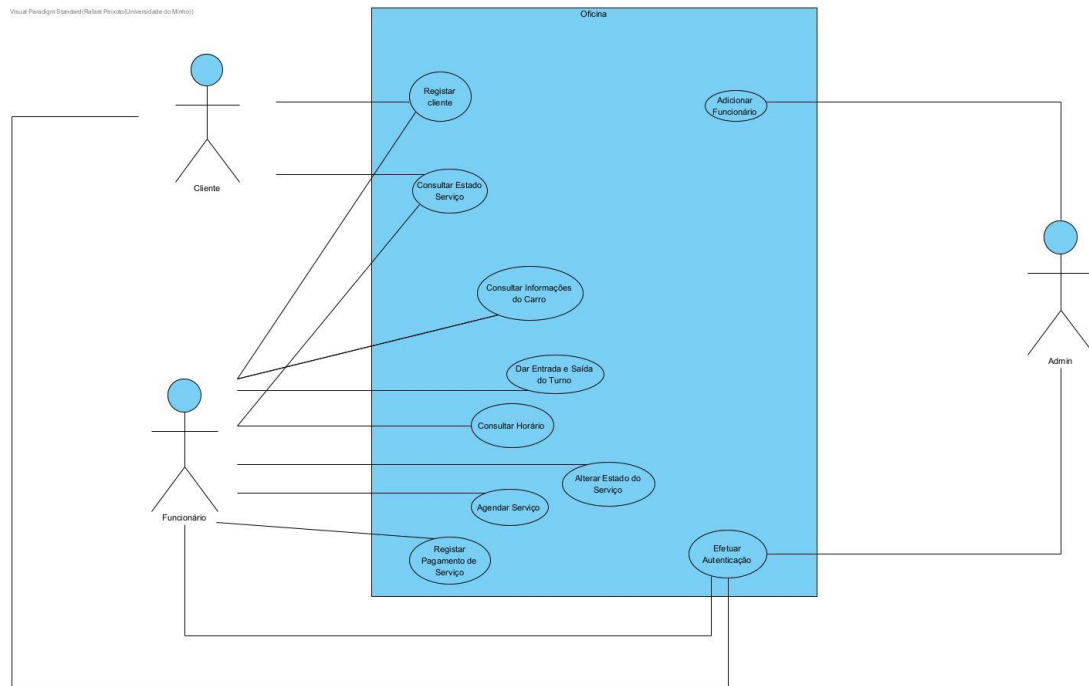 Visual Paradigm Standard(Rafael Peixoto(Universidade do Minho))
Oficina
Registar
cliente
Adicionar
Funcionário
Cliente
Consultar Estado
Serviço
Consultar Informações
do Carro
Admin
Dar Entrada e Saída
do Turno
Consultar Horário
Alterar Estado do
Serviço
Agendar Serviço
Funcionário
Registar
Pagamento de
Serviço
Efetuar
Autenticação